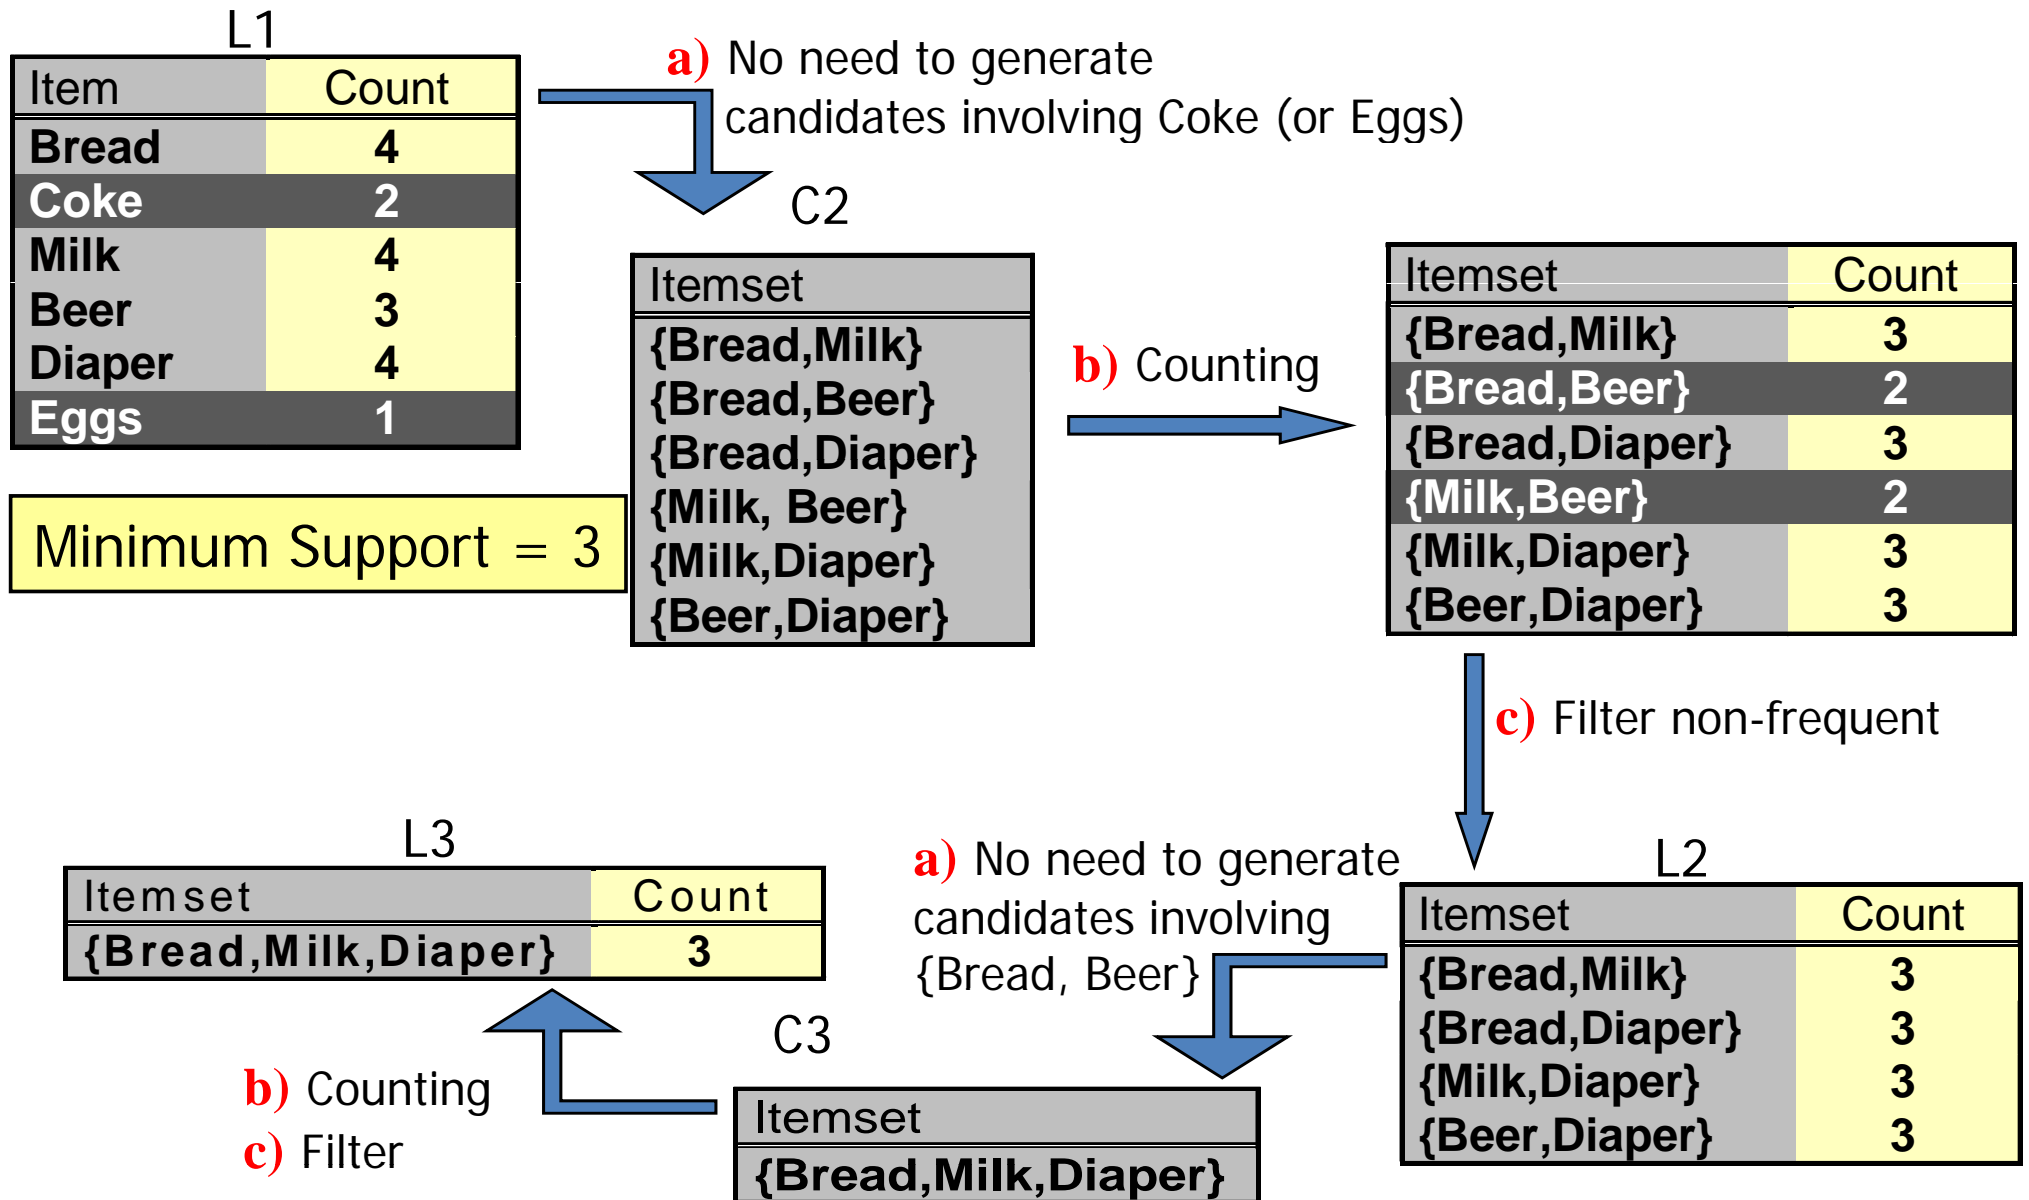 L1
Item Count
Bread 4
Coke 2
Milk 4
Beer 3
Diaper 4
Eggs 1
Minimum Support = 3
a) No need to generate
candidates involving Coke (or Eggs)
C2
Itemset
{Bread,Milk}
{Bread,Beer}
{Bread,Diaper}
{Milk, Beer}
{Milk,Diaper}
{Beer,Diaper}
b) Counting
Itemset Count
{Bread,Milk} 3
{Bread,Beer} 2
{Bread,Diaper} 3
{Milk,Beer} 2
{Milk,Diaper} 3
{Beer,Diaper} 3
c) Filter non-frequent
L2
Itemset Count
{Bread,Milk} 3
{Bread,Diaper} 3
{Milk,Diaper} 3
{Beer,Diaper} 3
a) No need to generate
candidates involving
{Bread, Beer}
C3
Itemset
{Bread,Milk,Diaper}
b) Counting
c) Filter
L3
Itemset Count
{Bread,Milk,Diaper} 3